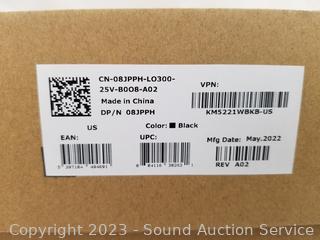 CN-08JPPH-LO300-
25V-B0O8-A02
Made in China
DP/N 08JPPH
VPN:
KM5221WBKB-US
US
Color: Black
Mfg Date: May.2022
EAN:
UPC:
REV A02
Copyright 2023 - Sound Auction Service